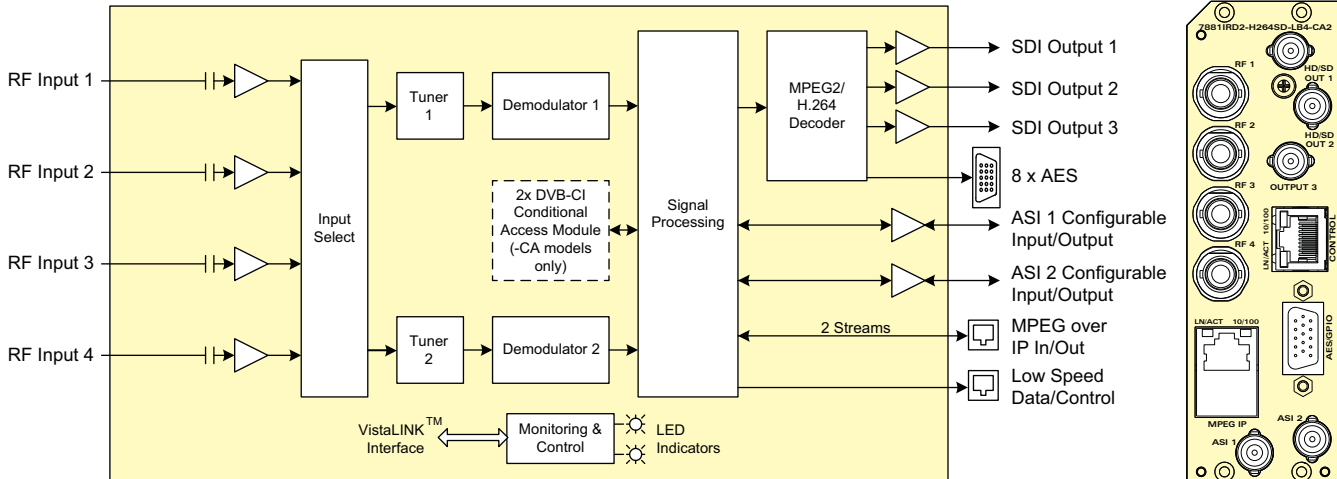 RF Input 1
RF Input 2
RF Input 3
RF Input 4
Input
Select
Tuner
1
Demodulator 1
2x DVB-CI
Conditional
Access Module
(-CA models
only)
Tuner
2
Demodulator 2
Signal
Processing
MPEG2/
H.264
Decoder
SDI Output 1
SDI Output 2
SDI Output 3
8 x AES
ASI 1 Configurable
Input/Output
ASI 2 Configurable
Input/Output
2 Streams
MPEG over
IP In/Out
Low Speed
Data/Control
VistaLINK™
Interface
Monitoring &
Control
LED
Indicators
7881IRD2-H264SD-LB4-CA2
RF 1
HD/SD
OUT 1
RF 2
HD/SD
OUT 2
RF 3
OUTPUT 3
RF 4
LN/ACT 10/100
CONTROL
LN/ACT 10/100
AES/GPIO
MPEG IP
ASI 1
ASI 2